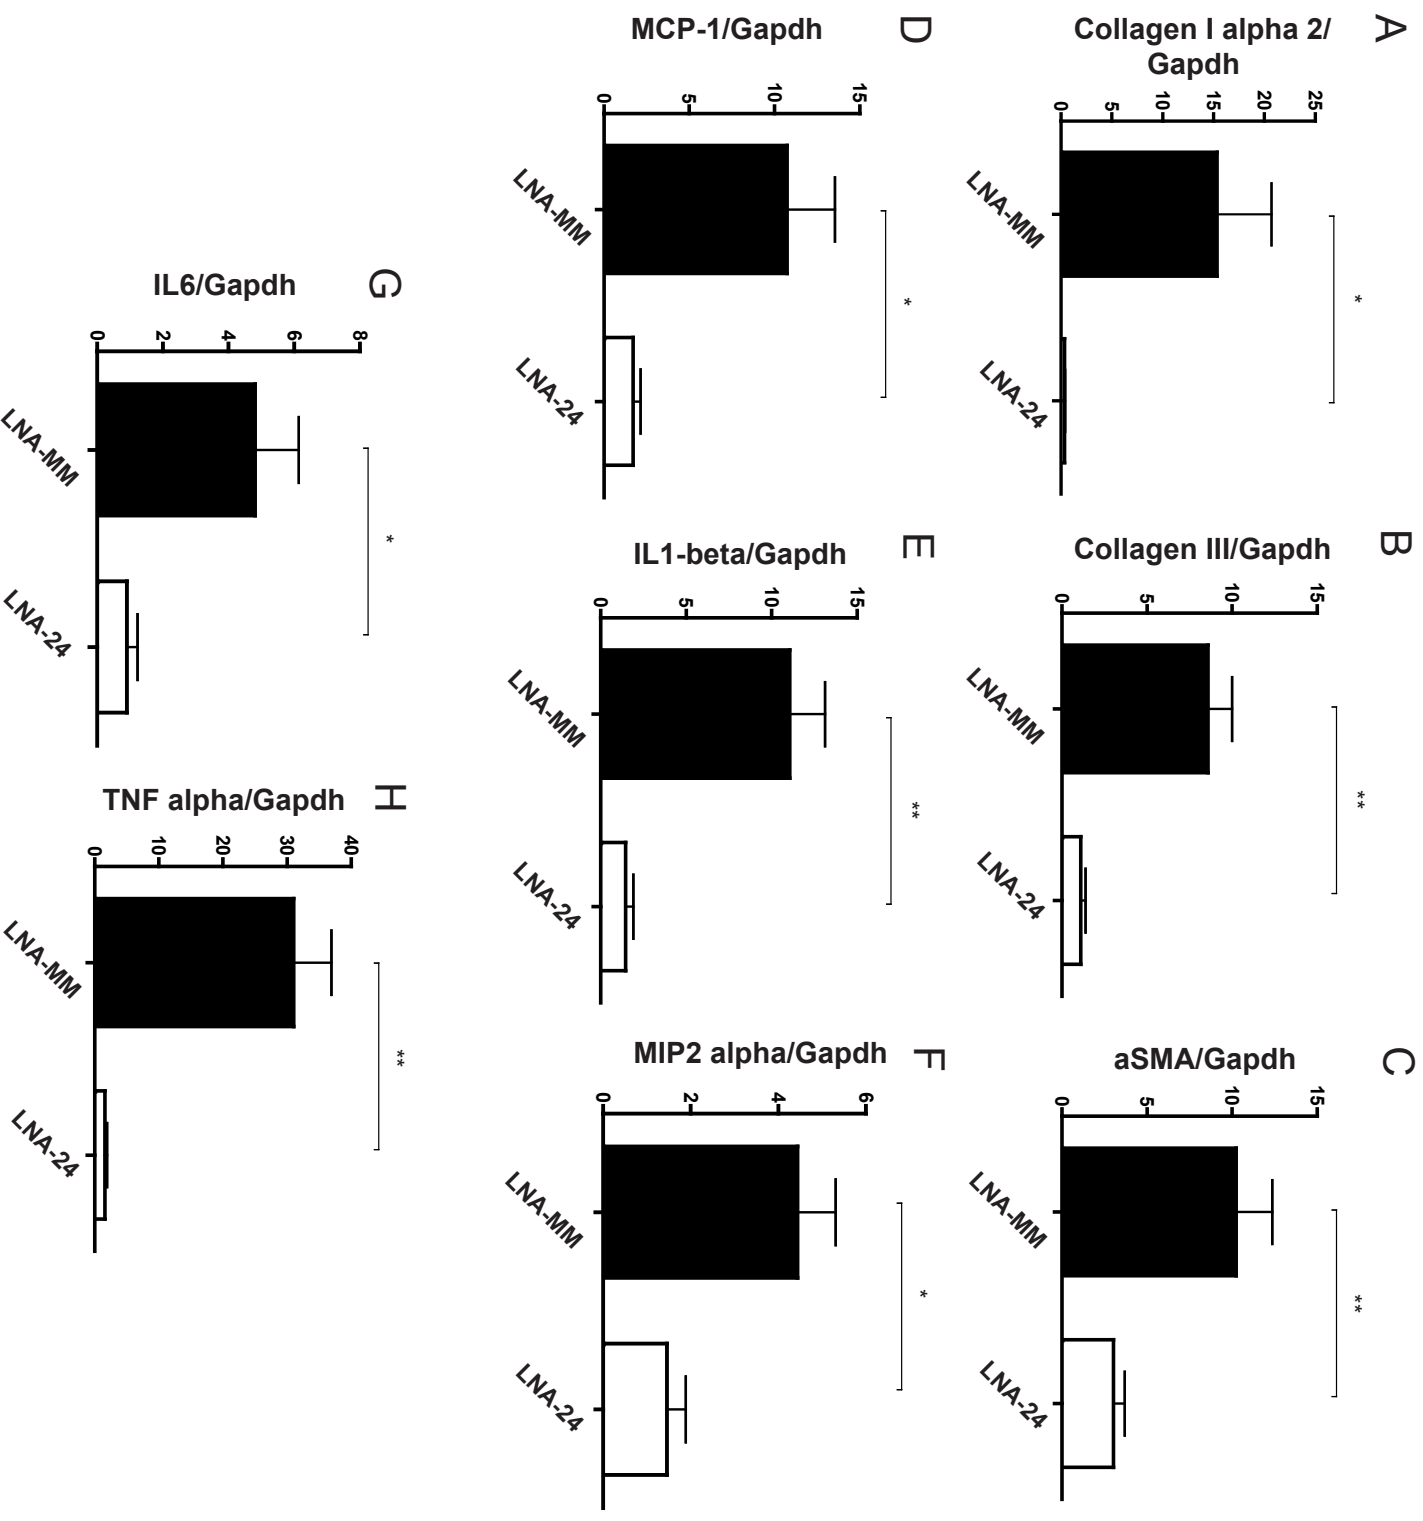 A
Collagen I alpha 2/
Gapdh
25
20
15
10
5
0
*
LNA-MM
LNA-24
B
Collagen III/Gapdh
15
10
5
0
**
LNA-MM
LNA-24
C
aSMA/Gapdh
15
10
5
0
**
LNA-MM
LNA-24
D
MCP-1/Gapdh
15
10
5
0
*
LNA-MM
LNA-24
E
IL1-beta/Gapdh
15
10
5
0
**
LNA-MM
LNA-24
F
MIP2 alpha/Gapdh
6
4
2
0
*
LNA-MM
LNA-24
G
IL6/Gapdh
8
6
4
2
0
*
LNA-MM
LNA-24
H
TNF alpha/Gapdh
40
30
20
10
0
**
LNA-MM
LNA-24